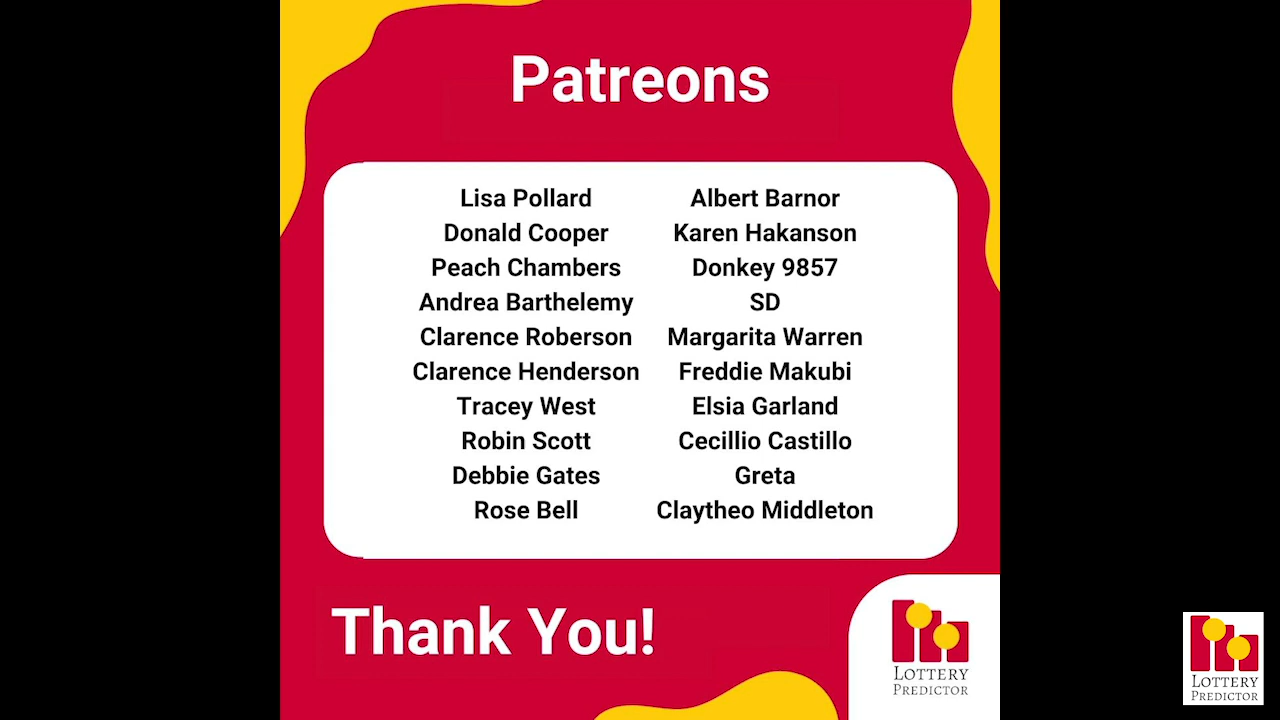 Patreons
Lisa Pollard
Donald Cooper
Peach Chambers
Andrea Barthelemy
Clarence Roberson
Clarence Henderson
Tracey West
Robin Scott
Debbie Gates
Rose Bell
Albert Barnor
Karen Hakanson
Donkey 9857
SD
Margarita Warren
Freddie Makubi
Elsia Garland
Cecillio Castillo
Greta
Claytheo Middleton
Thank You!
LOTTERY
PREDICTOR
LOTTERY
PREDICTOR